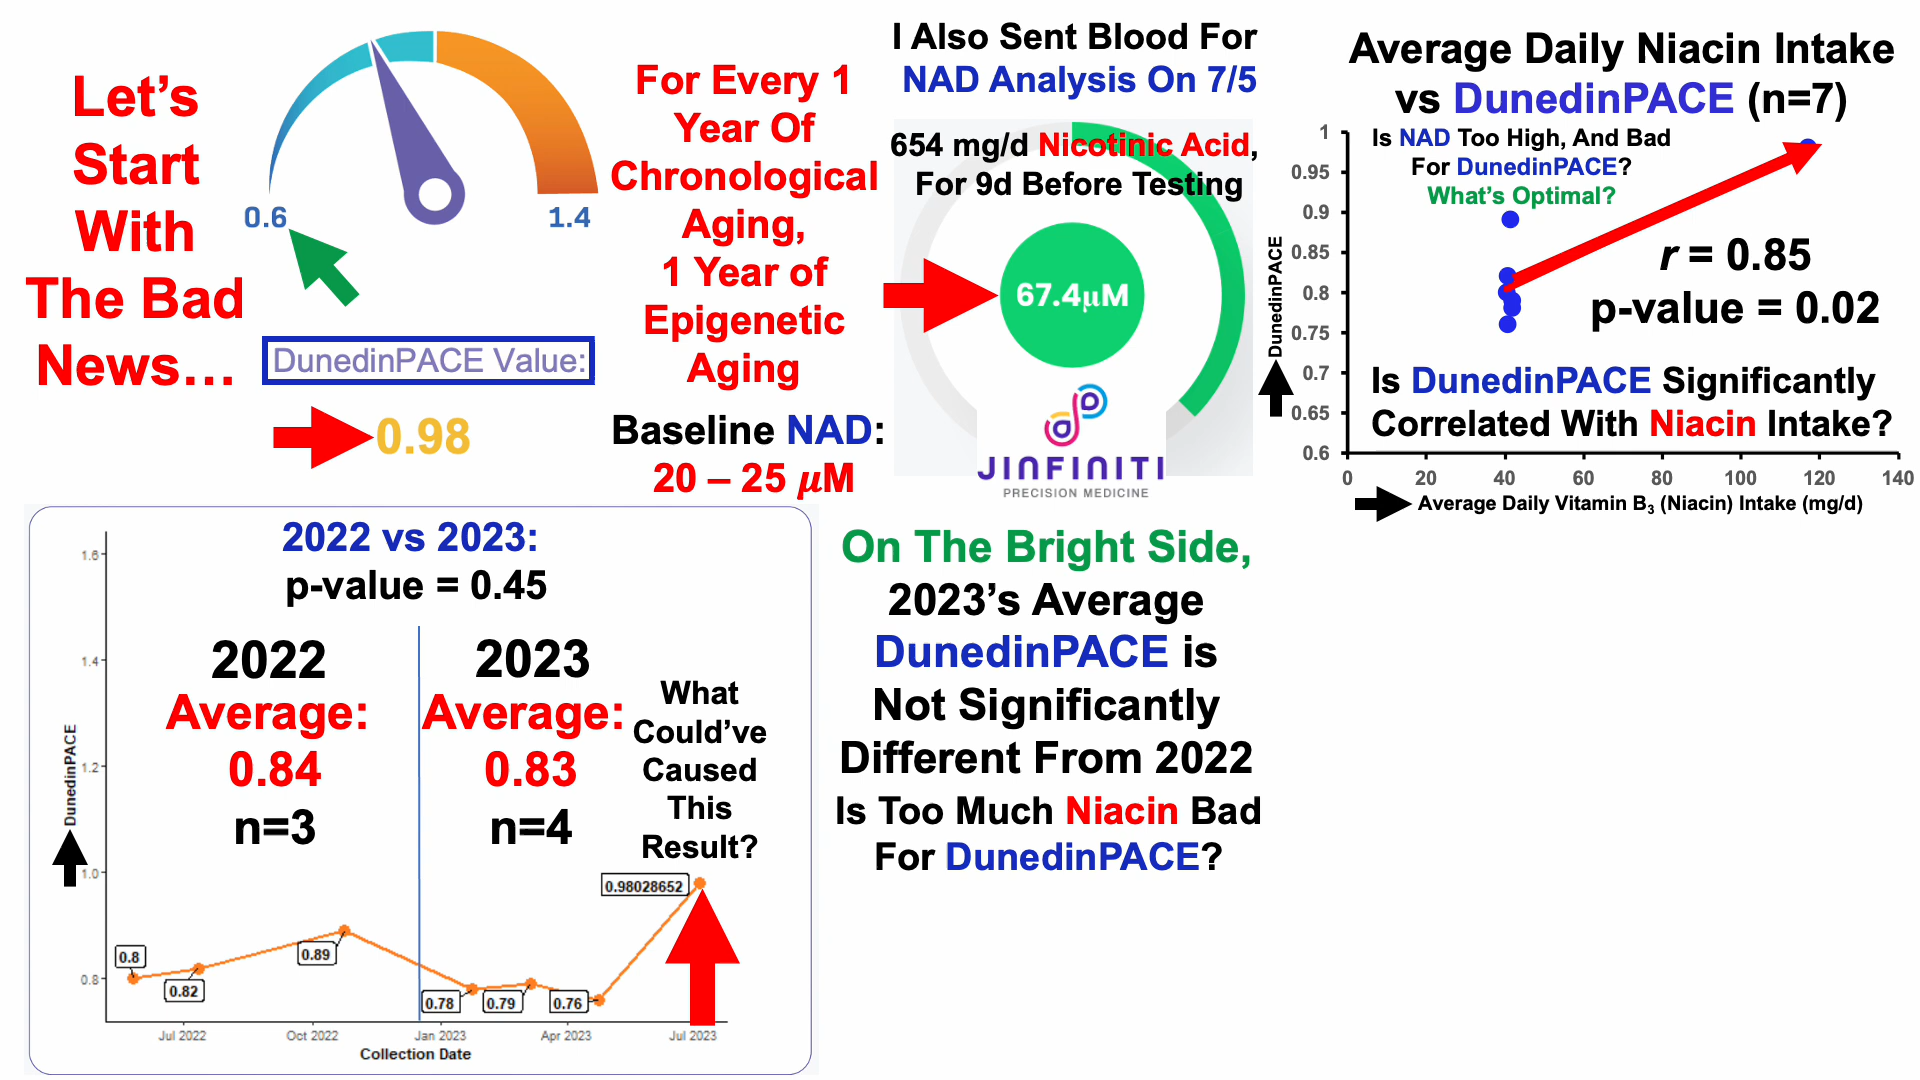 Let’s
Start
With
The Bad
News…
0.6
1.4
DunedinPACE Value:
0.98
For Every 1
Year Of
Chronological
Aging,
1 Year of
Epigenetic
Aging
Baseline NAD:
20 – 25 μM
I Also Sent Blood For
NAD Analysis On 7/5
654 mg/d Nicotinic Acid,
For 9d Before Testing
67.4μM
JINFINITI
PRECISION MEDICINE
Average Daily Niacin Intake
vs DunedinPACE (n=7)
Is NAD Too High, And Bad
For DunedinPACE?
What’s Optimal?
r = 0.85
p-value = 0.02
Is DunedinPACE Significantly
Correlated With Niacin Intake?
DunedinPACE
1
0.95
0.9
0.85
0.8
0.75
0.7
0.65
0.6
0 20 40 60 80 100 120 140
Average Daily Vitamin B₃ (Niacin) Intake (mg/d)
2022 vs 2023:
p-value = 0.45
2022
Average:
0.84
n=3
2023
Average:
0.83
n=4
What
Could’ve
Caused
This
Result?
DunedinPACE
1.6
1.4
1.2
1.0
0.8
0.8
0.82
0.89
0.78
0.79
0.76
0.98028652
Jul 2022 Oct 2022 Jan 2023 Apr 2023 Jul 2023
Collection Date
On The Bright Side,
2023’s Average
DunedinPACE is
Not Significantly
Different From 2022
Is Too Much Niacin Bad
For DunedinPACE?